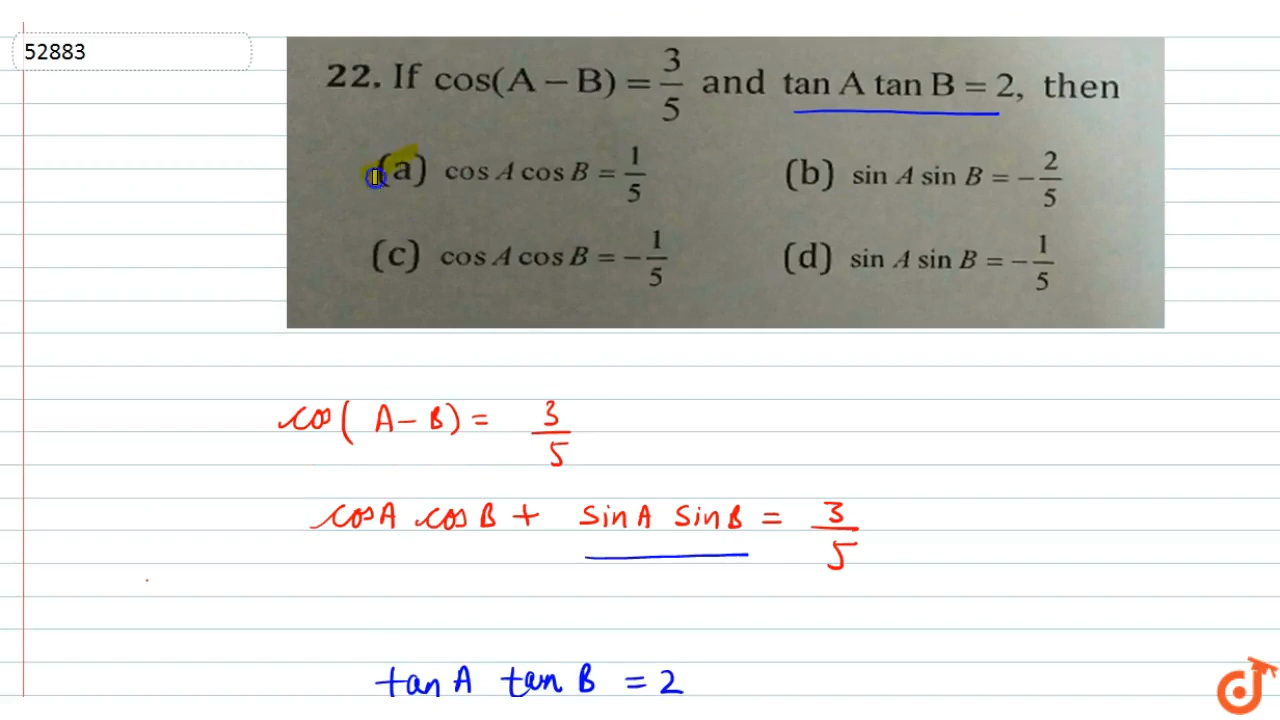 52883
22. If cos(A − B) = 3/5 and tan A tan B = 2, then
(a) cos A cos B = 1/5 (b) sin A sin B = −2/5
(c) cos A cos B = −1/5 (d) sin A sin B = −1/5
cos( A − B) = 3/5
cosA cosB + sinA sinB = 3/5
tanA tanB = 2